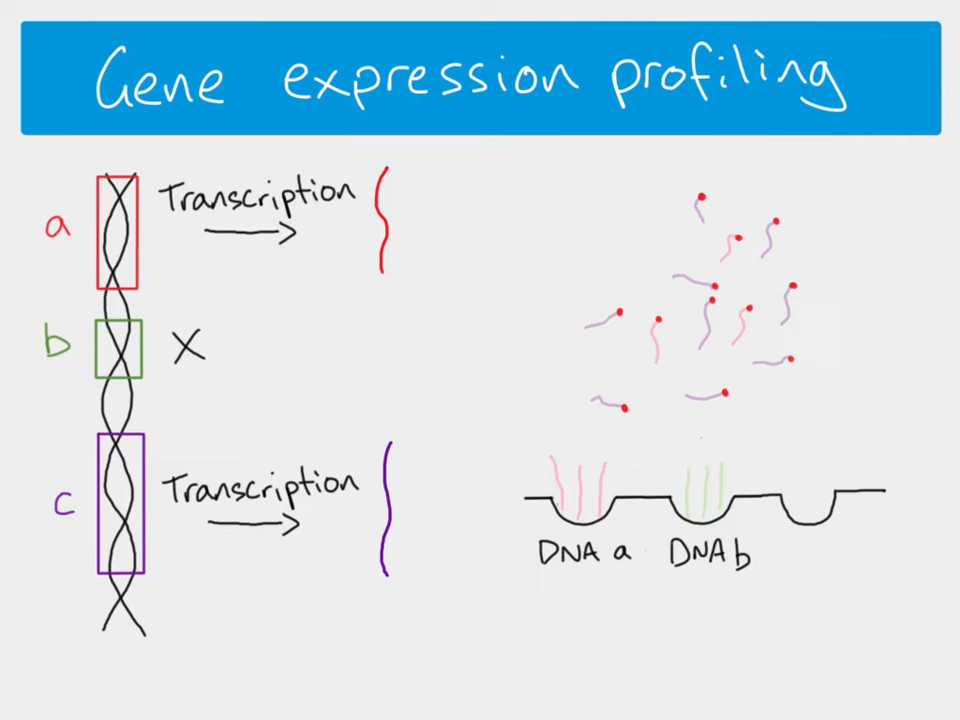 Gene expression profiling
a
Transcription
b
X
c
Transcription
DNA a
DNA b